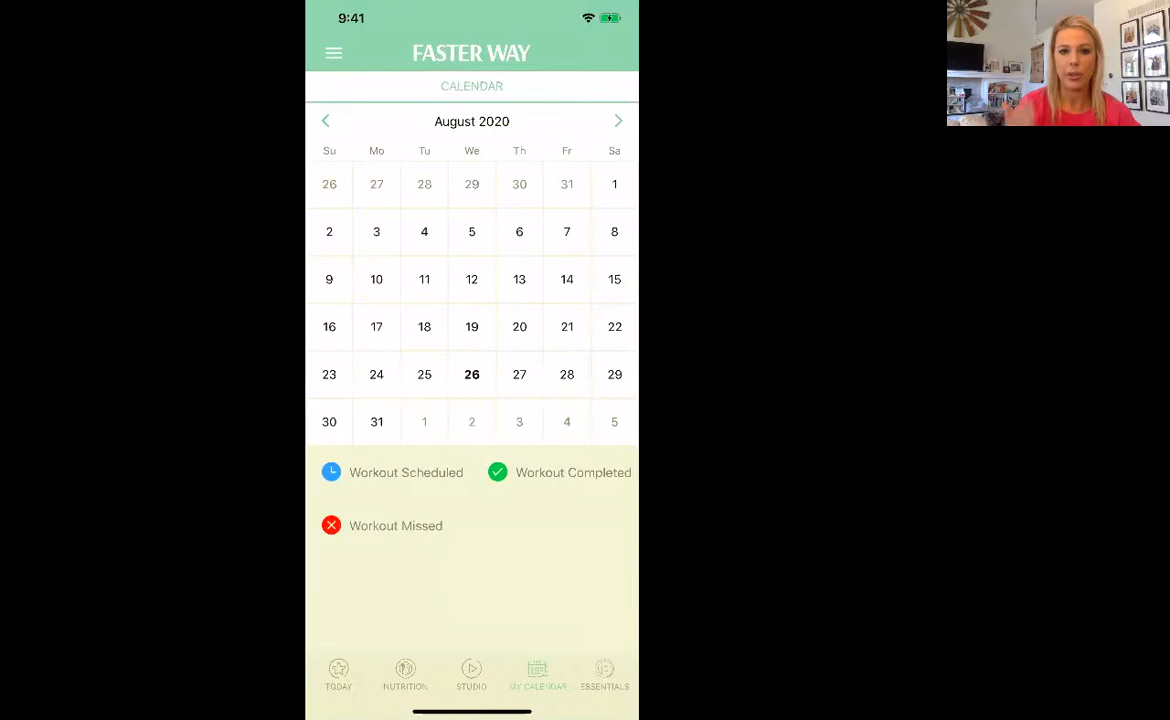 9:41
FASTER WAY
CALENDAR
August 2020
Su Mo Tu We Th Fr Sa
26 27 28 29 30 31 1
2 3 4 5 6 7 8
9 10 11 12 13 14 15
16 17 18 19 20 21 22
23 24 25 26 27 28 29
30 31 1 2 3 4 5
Workout Scheduled Workout Completed
Workout Missed
TODAY NUTRITION STUDIO MY CALENDAR ESSENTIALS